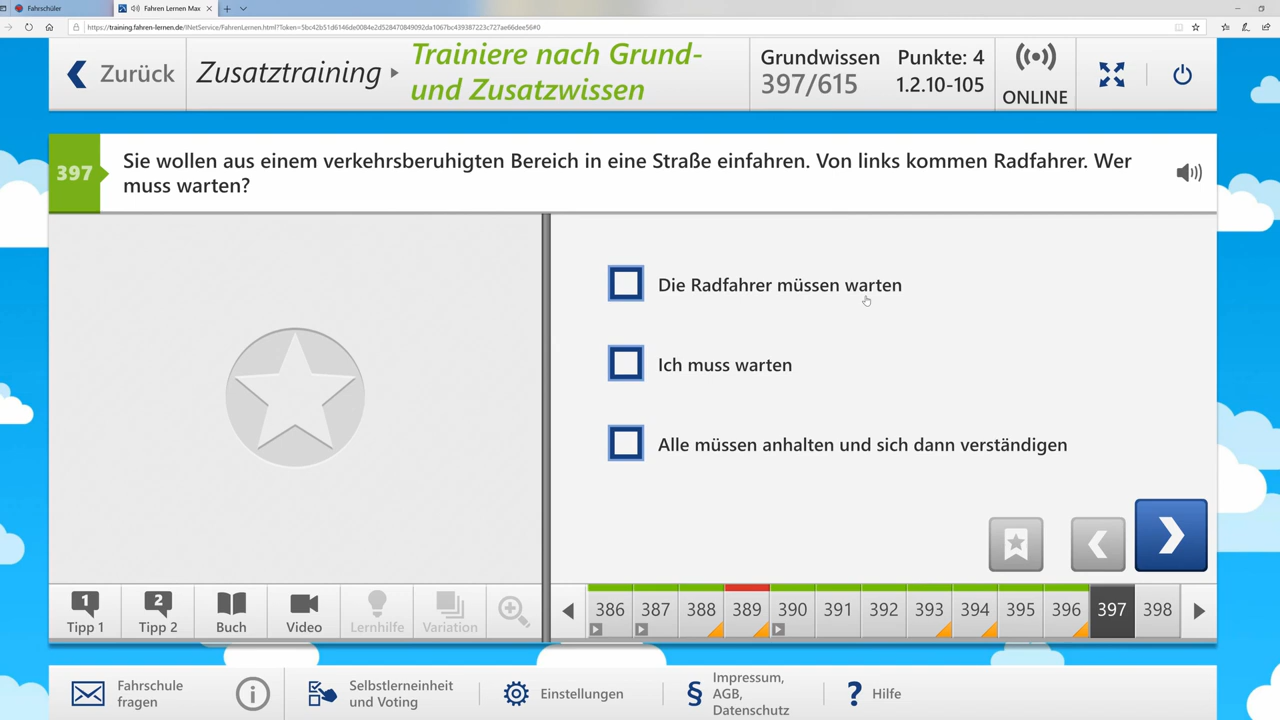 Fahrschüler
Fahren Lernen Max
https://training.fahren-lernen.de/INetService/FahrenLernen.html?Token=5bc42b51d6146de0084e2d528470849092da1067bc439387223c727ae66dee56#0
Zurück
Zusatztraining
Trainiere nach Grund-
und Zusatzwissen
Grundwissen
397/615
Punkte: 4
1.2.10-105
ONLINE
397
Sie wollen aus einem verkehrsberuhigten Bereich in eine Straße einfahren. Von links kommen Radfahrer. Wer
muss warten?
Die Radfahrer müssen warten
Ich muss warten
Alle müssen anhalten und sich dann verständigen
1
Tipp 1
2
Tipp 2
Buch
Video
Lernhilfe
Variation
386 387 388 389 390 391 392 393 394 395 396 397 398
Fahrschule
fragen
Selbstlerneinheit
und Voting
Einstellungen
§
Impressum,
AGB,
Datenschutz
?
Hilfe